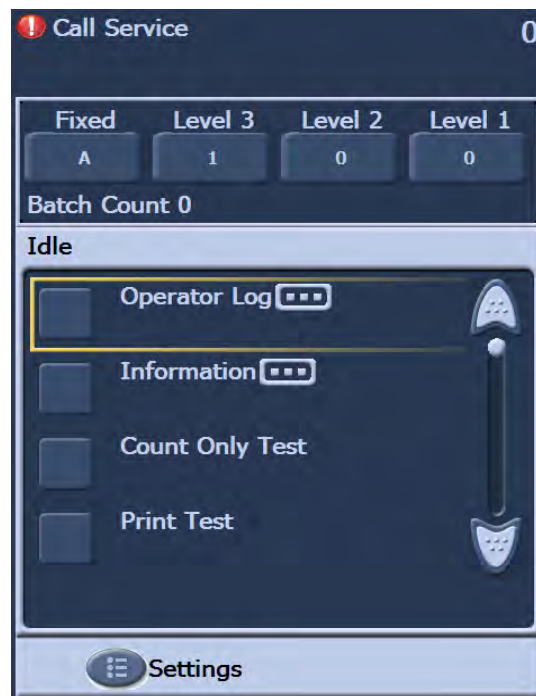 Call Service 0
Fixed Level 3 Level 2 Level 1
A 1 0 0
Batch Count 0
Idle
Operator Log
Information
Count Only Test
Print Test
Settings